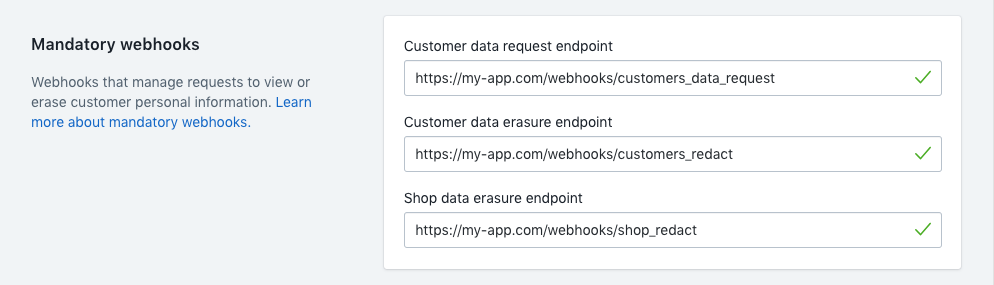 Mandatory webhooks
Webhooks that manage requests to view or
erase customer personal information. Learn
more about mandatory webhooks.
Customer data request endpoint
https://my-app.com/webhooks/customers_data_request
Customer data erasure endpoint
https://my-app.com/webhooks/customers_redact
Shop data erasure endpoint
https://my-app.com/webhooks/shop_redact